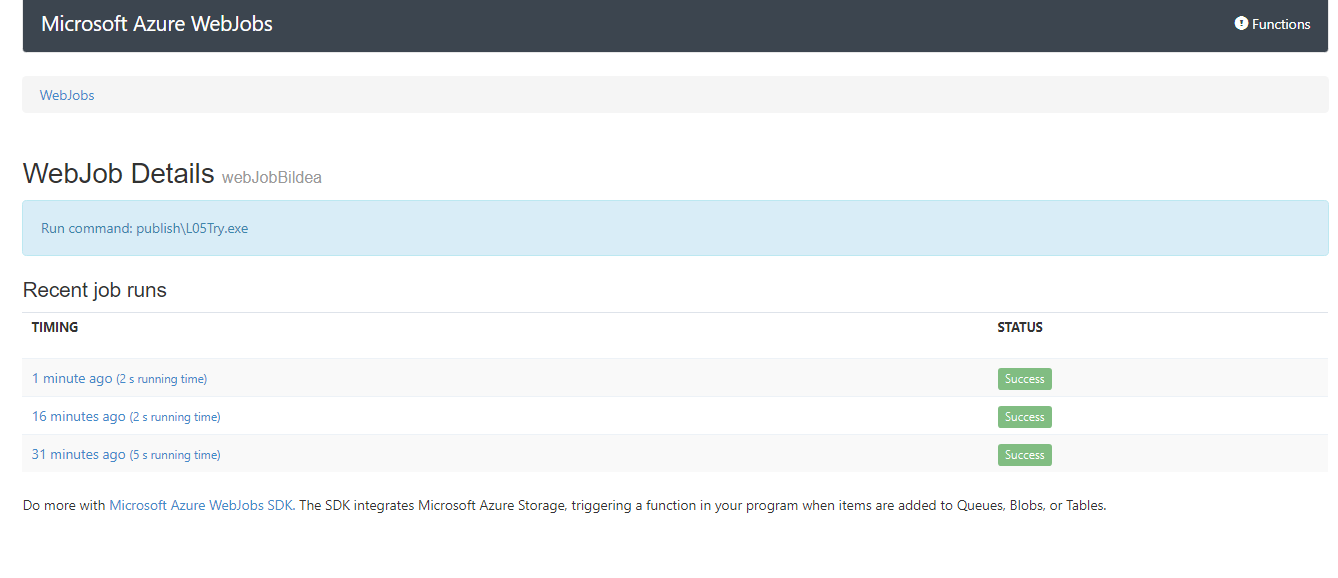 Microsoft Azure WebJobs Functions
WebJobs
WebJob Details webJobBildea
Run command: publish\L05Try.exe
Recent job runs
TIMING STATUS
1 minute ago (2 s running time) Success
16 minutes ago (2 s running time) Success
31 minutes ago (5 s running time) Success
Do more with Microsoft Azure WebJobs SDK. The SDK integrates Microsoft Azure Storage, triggering a function in your program when items are added to Queues, Blobs, or Tables.